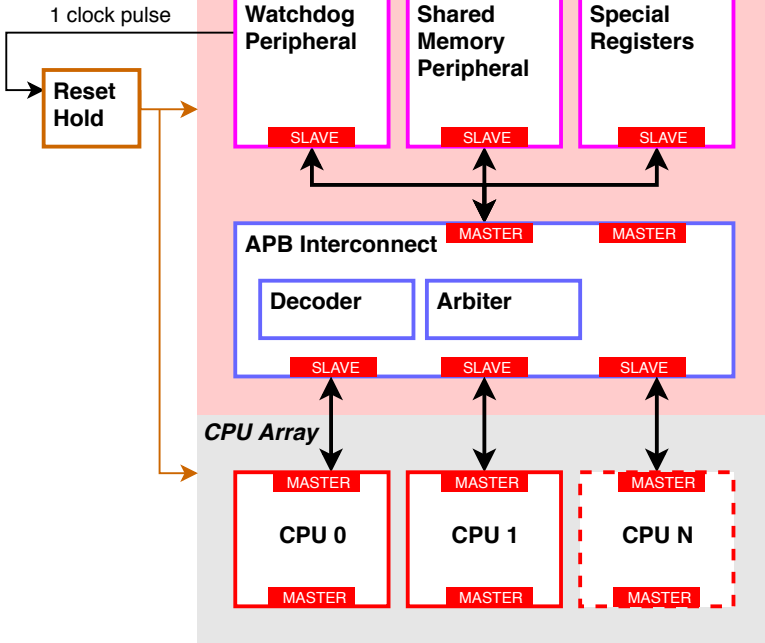 1 clock pulse
Watchdog
Peripheral
Shared
Memory
Peripheral
Special
Registers
Reset
Hold
SLAVE
SLAVE
SLAVE
APB Interconnect
MASTER
MASTER
Decoder
Arbiter
SLAVE
SLAVE
SLAVE
CPU Array
MASTER
MASTER
MASTER
CPU 0
CPU 1
CPU N
MASTER
MASTER
MASTER